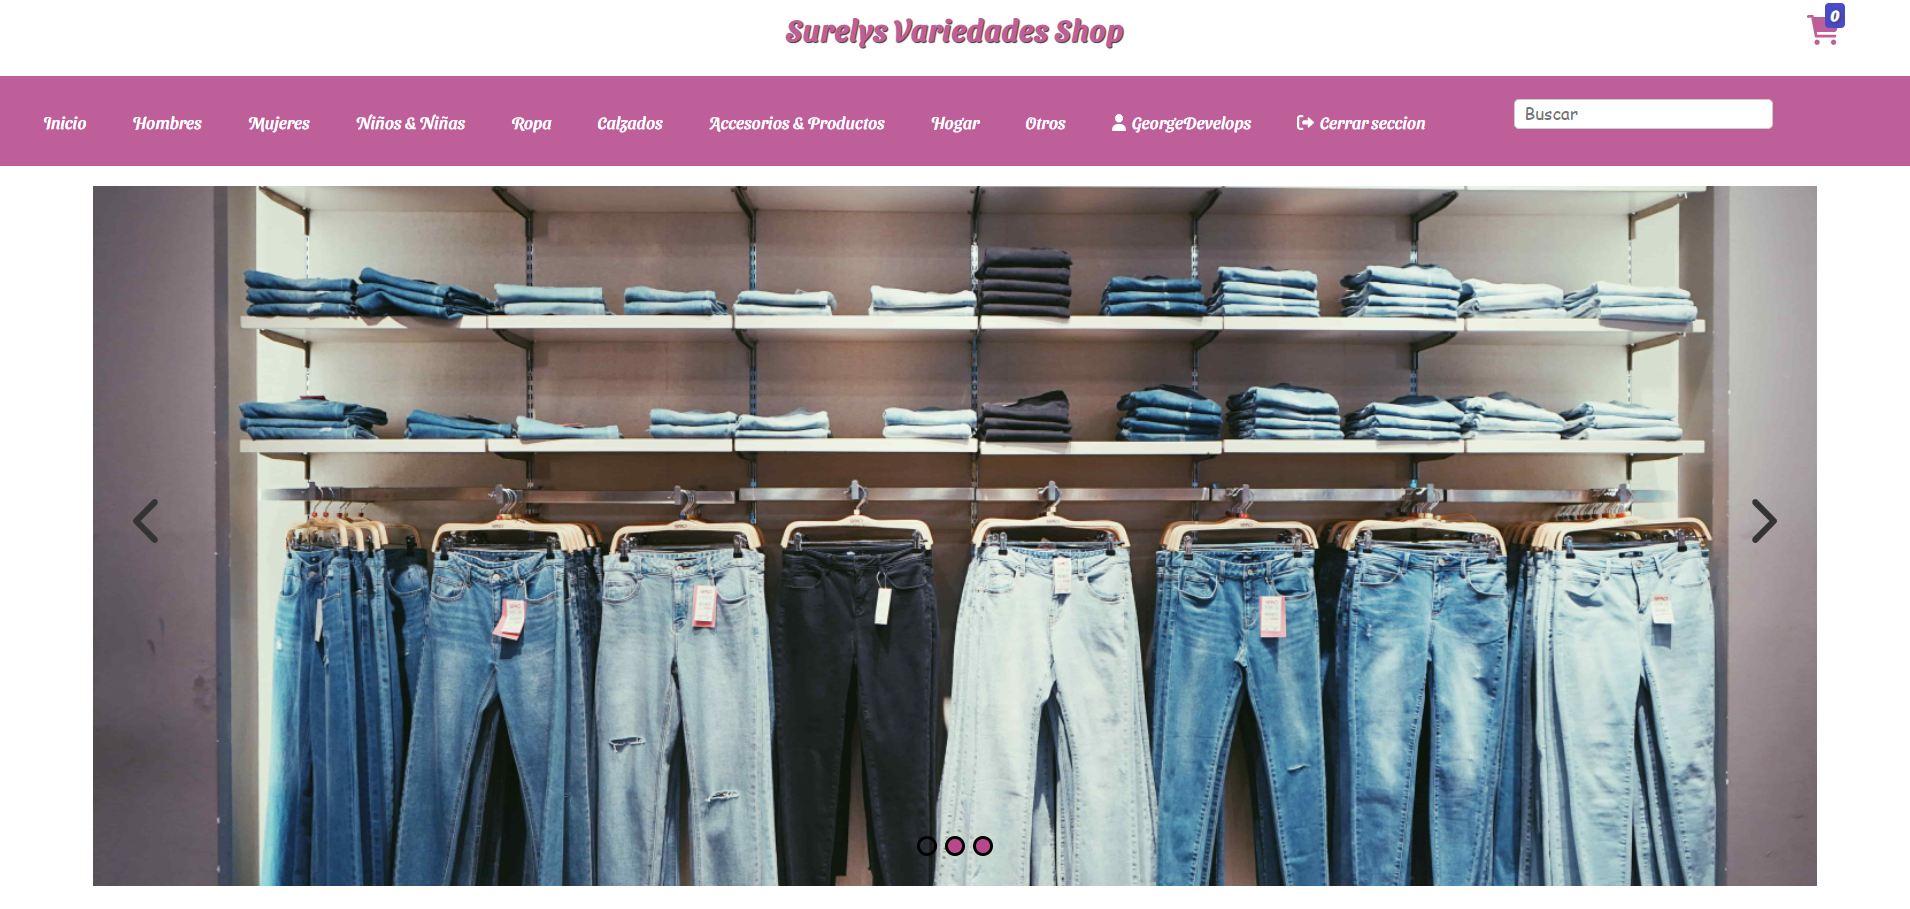 Surelys Variedades Shop
0
Inicio Hombres Mujeres Niños & Niñas Ropa Calzados Accesorios & Productos Hogar Otros GeorgeDevelops Cerrar seccion Buscar